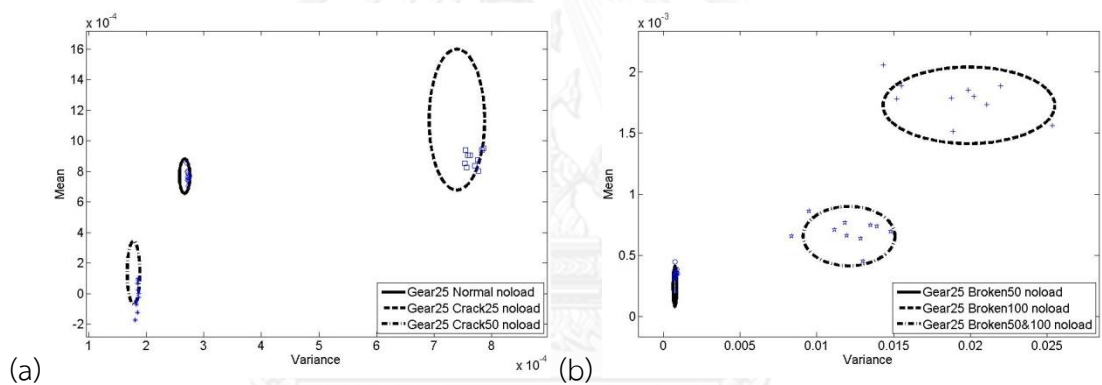 x 10⁻⁴
16
14
12
10
8
6
4
2
0
-2
Mean
1 2 3 4 5 6 7 8 9
x 10⁻⁴
Variance
Gear25 Normal noload
Gear25 Crack25 noload
Gear25 Crack50 noload
(a)
x 10⁻³
2
1.5
1
0.5
0
Mean
0 0.005 0.01 0.015 0.02 0.025
Variance
Gear25 Broken50 noload
Gear25 Broken100 noload
Gear25 Broken50&100 noload
(b)